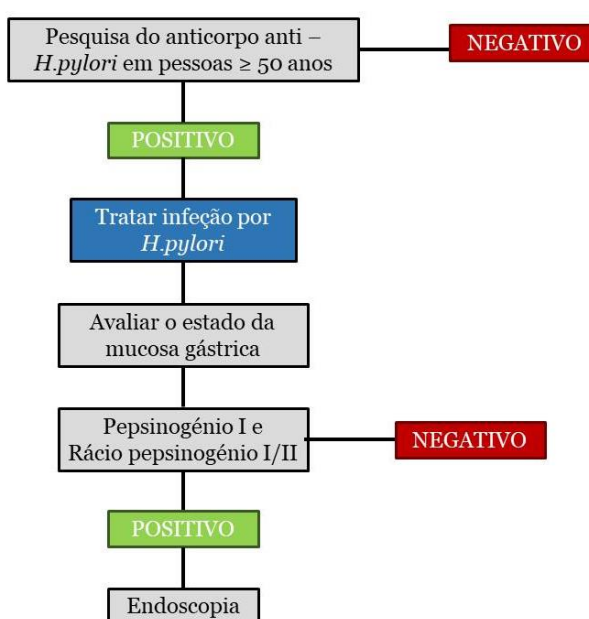 Pesquisa do anticorpo anti –
H.pylori em pessoas ≥ 50 anos
NEGATIVO
POSITIVO
Tratar infeção por
H.pylori
Avaliar o estado da
mucosa gástrica
Pepsinogénio I e
Rácio pepsinogénio I/II
NEGATIVO
POSITIVO
Endoscopia